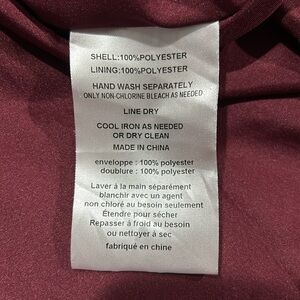 SHELL:100%POLYESTER
LINING:100%POLYESTER
HAND WASH SEPARATELY
ONLY NON-CHLORINE BLEACH AS NEEDED
LINE DRY
COOL IRON AS NEEDED
OR DRY CLEAN
MADE IN CHINA
enveloppe : 100% polyester
doublure : 100% polyester
Laver à la main séparément
blanchir avec un agent
non chloré au besoin seulement
Étendre pour sécher
Repasser à froid au besoin
ou nettoyer à sec
fabriqué en chine